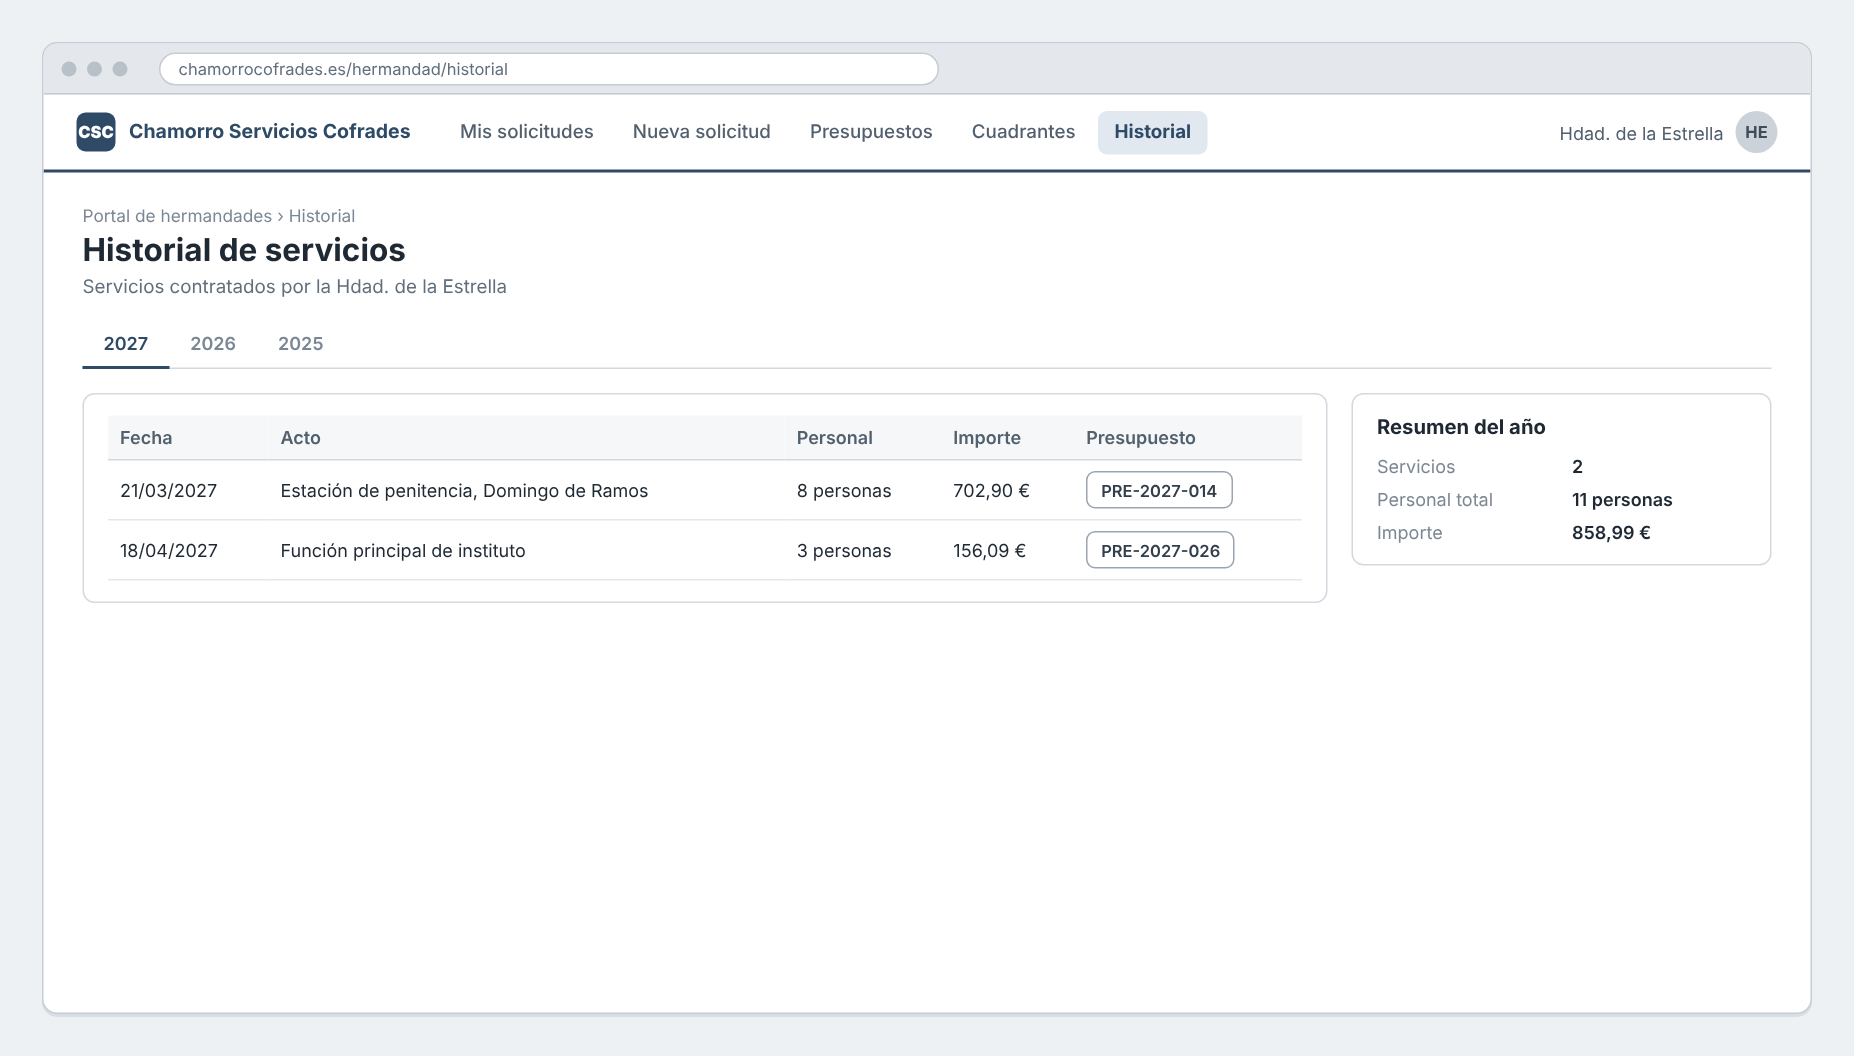 chamorrocofrades.es/hermandad/historial
CSC Chamorro Servicios Cofrades Mis solicitudes Nueva solicitud Presupuestos Cuadrantes Historial Hdad. de la Estrella HE
Portal de hermandades › Historial
Historial de servicios
Servicios contratados por la Hdad. de la Estrella
2027 2026 2025
Fecha Acto Personal Importe Presupuesto
21/03/2027 Estación de penitencia, Domingo de Ramos 8 personas 702,90 € PRE-2027-014
18/04/2027 Función principal de instituto 3 personas 156,09 € PRE-2027-026
Resumen del año
Servicios 2
Personal total 11 personas
Importe 858,99 €